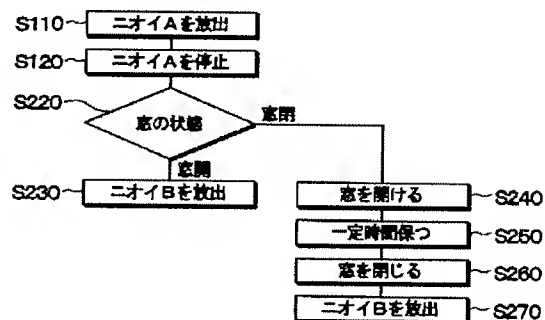 S110 ニオイAを放出
S120 ニオイAを停止
S220 窓の状態
窓閉
窓開
S230 ニオイBを放出
窓を開ける S240
一定時間保つ S250
窓を閉じる S260
ニオイBを放出 S270